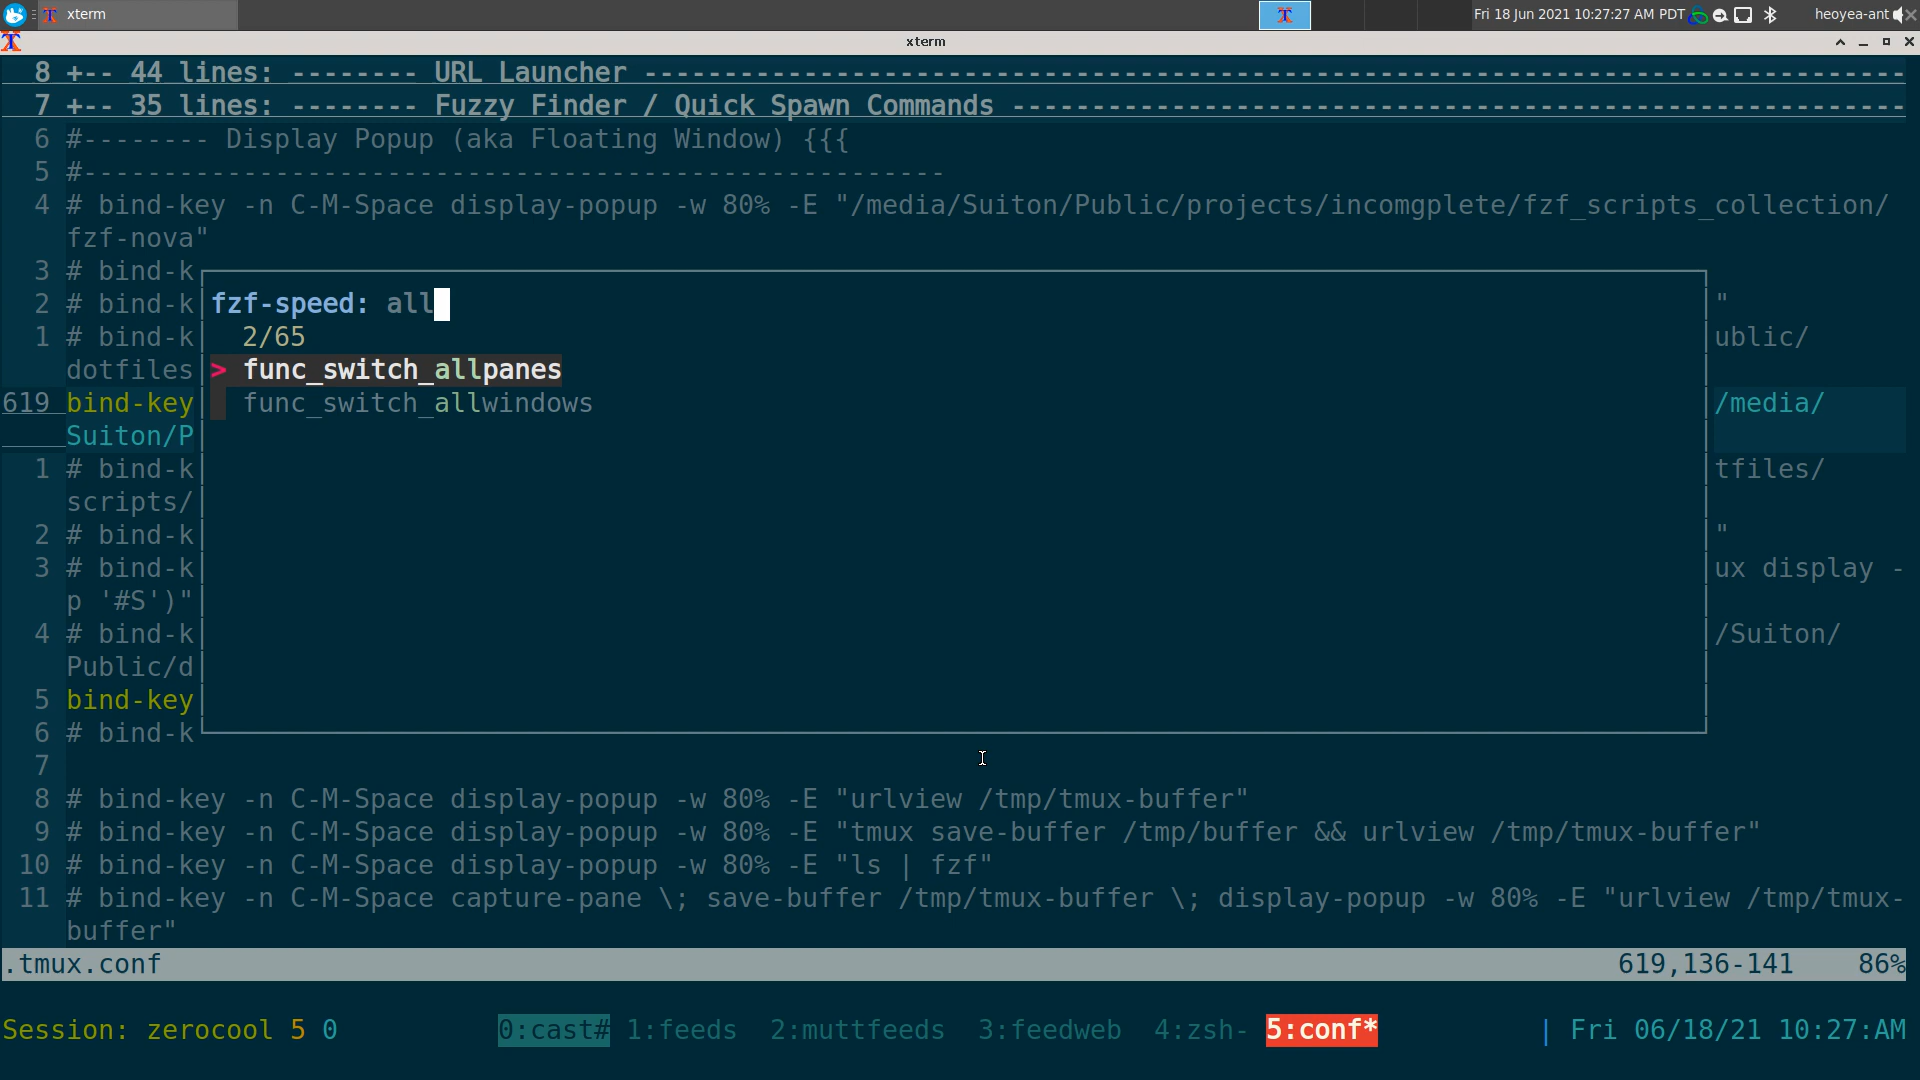 xterm
Fri 18 Jun 2021 10:27:27 AM PDT
heoyea-ant
xterm
8 +-- 44 lines: -------- URL Launcher -------------------------------------------------------------------------------
7 +-- 35 lines: -------- Fuzzy Finder / Quick Spawn Commands --------------------------------------------------------
6 #-------- Display Popup (aka Floating Window) {{{
5 #------------------------------------------------------
4 # bind-key -n C-M-Space display-popup -w 80% -E "/media/Suiton/Public/projects/incomgplete/fzf_scripts_collection/
fzf-nova"
3 # bind-k
fzf-speed: all
2 # bind-k "
2/65
1 # bind-k ublic/
dotfiles
> func_switch_allpanes
619 bind-key /media/
func_switch_allwindows
Suiton/P
1 # bind-k tfiles/
scripts/
2 # bind-k "
3 # bind-k ux display -
p '#S')"
4 # bind-k /Suiton/
Public/d
5 bind-key
6 # bind-k
7
8 # bind-key -n C-M-Space display-popup -w 80% -E "urlview /tmp/tmux-buffer"
9 # bind-key -n C-M-Space display-popup -w 80% -E "tmux save-buffer /tmp/buffer && urlview /tmp/tmux-buffer"
10 # bind-key -n C-M-Space display-popup -w 80% -E "ls | fzf"
11 # bind-key -n C-M-Space capture-pane \; save-buffer /tmp/tmux-buffer \; display-popup -w 80% -E "urlview /tmp/tmux-
buffer"
.tmux.conf 619,136-141 86%
Session: zerocool 5 0 0:cast# 1:feeds 2:muttfeeds 3:feedweb 4:zsh- 5:conf* | Fri 06/18/21 10:27:AM